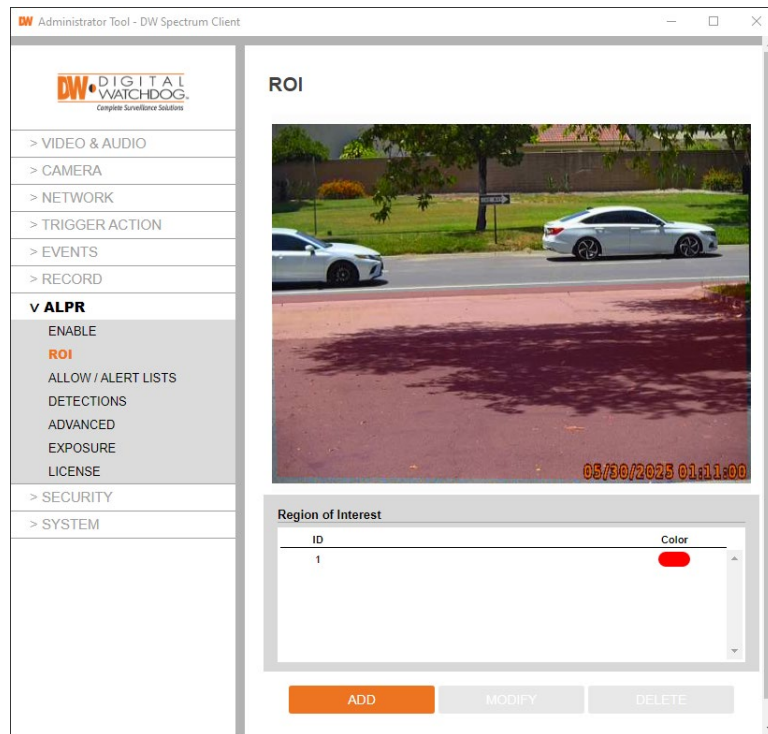 DW Administrator Tool - DW Spectrum Client
DW DIGITAL
WATCHDOG
Complete Surveillance Solutions
> VIDEO & AUDIO
> CAMERA
> NETWORK
> TRIGGER ACTION
> EVENTS
> RECORD
v ALPR
ENABLE
ROI
ALLOW / ALERT LISTS
DETECTIONS
ADVANCED
EXPOSURE
LICENSE
> SECURITY
> SYSTEM
ROI
05/30/2025 01:11:00
Region of Interest
ID Color
1
ADD MODIFY DELETE